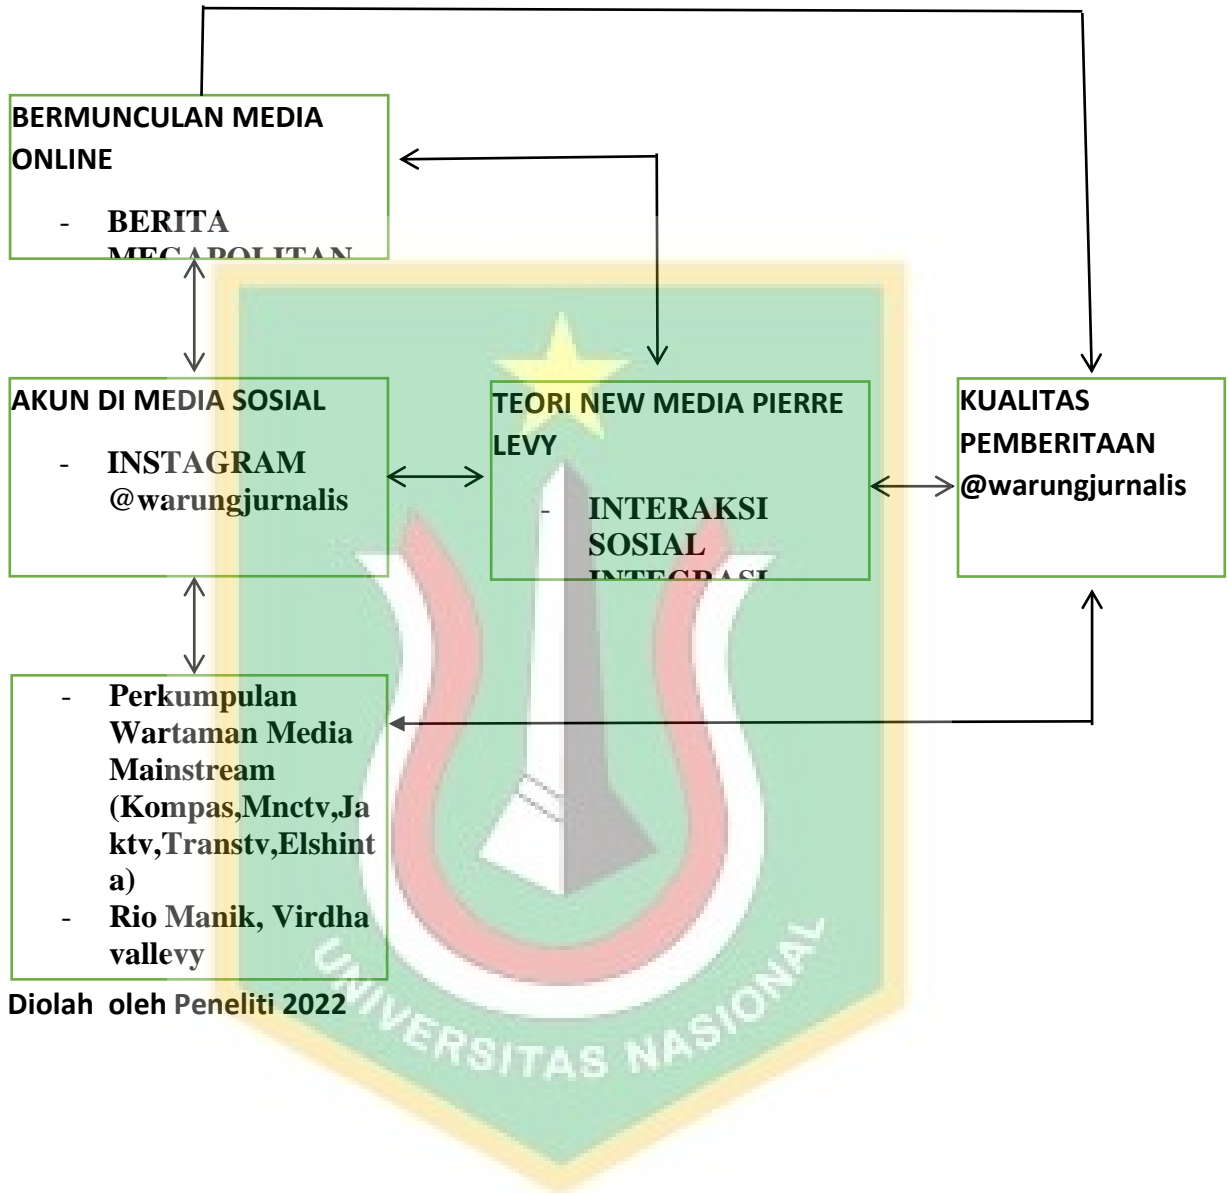 BERMUNCULAN MEDIA
ONLINE
- BERITA
MEGAPOLITAN
AKUN DI MEDIA SOSIAL
- INSTAGRAM
@warungjurnalis
TEORI NEW MEDIA PIERRE
LEVY
- INTERAKSI
SOSIAL
INTEGRASI
KUALITAS
PEMBERITAAN
@warungjurnalis
- Perkumpulan
Wartaman Media
Mainstream
(Kompas,Mnctv,Ja
ktv,Transtv,Elshint
a)
- Rio Manik, Virdha
vallevy
Diolah oleh Peneliti 2022
UNIVERSITAS NASIONAL